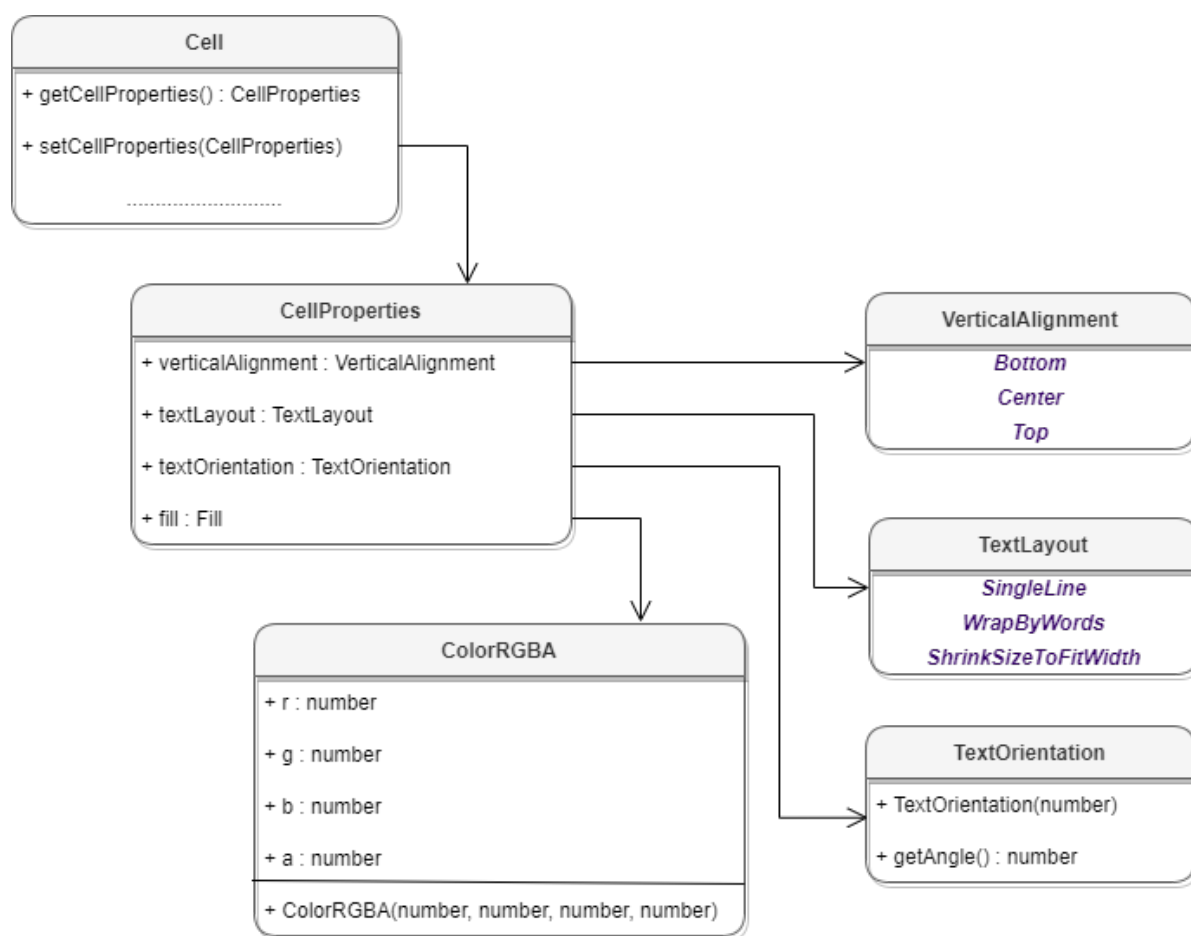 Cell
+ getCellProperties() : CellProperties
+ setCellProperties(CellProperties)
...........................
CellProperties
+ verticalAlignment : VerticalAlignment
+ textLayout : TextLayout
+ textOrientation : TextOrientation
+ fill : Fill
VerticalAlignment
Bottom
Center
Top
TextLayout
SingleLine
WrapByWords
ShrinkSizeToFitWidth
ColorRGBA
+ r : number
+ g : number
+ b : number
+ a : number
+ ColorRGBA(number, number, number, number)
TextOrientation
+ TextOrientation(number)
+ getAngle() : number